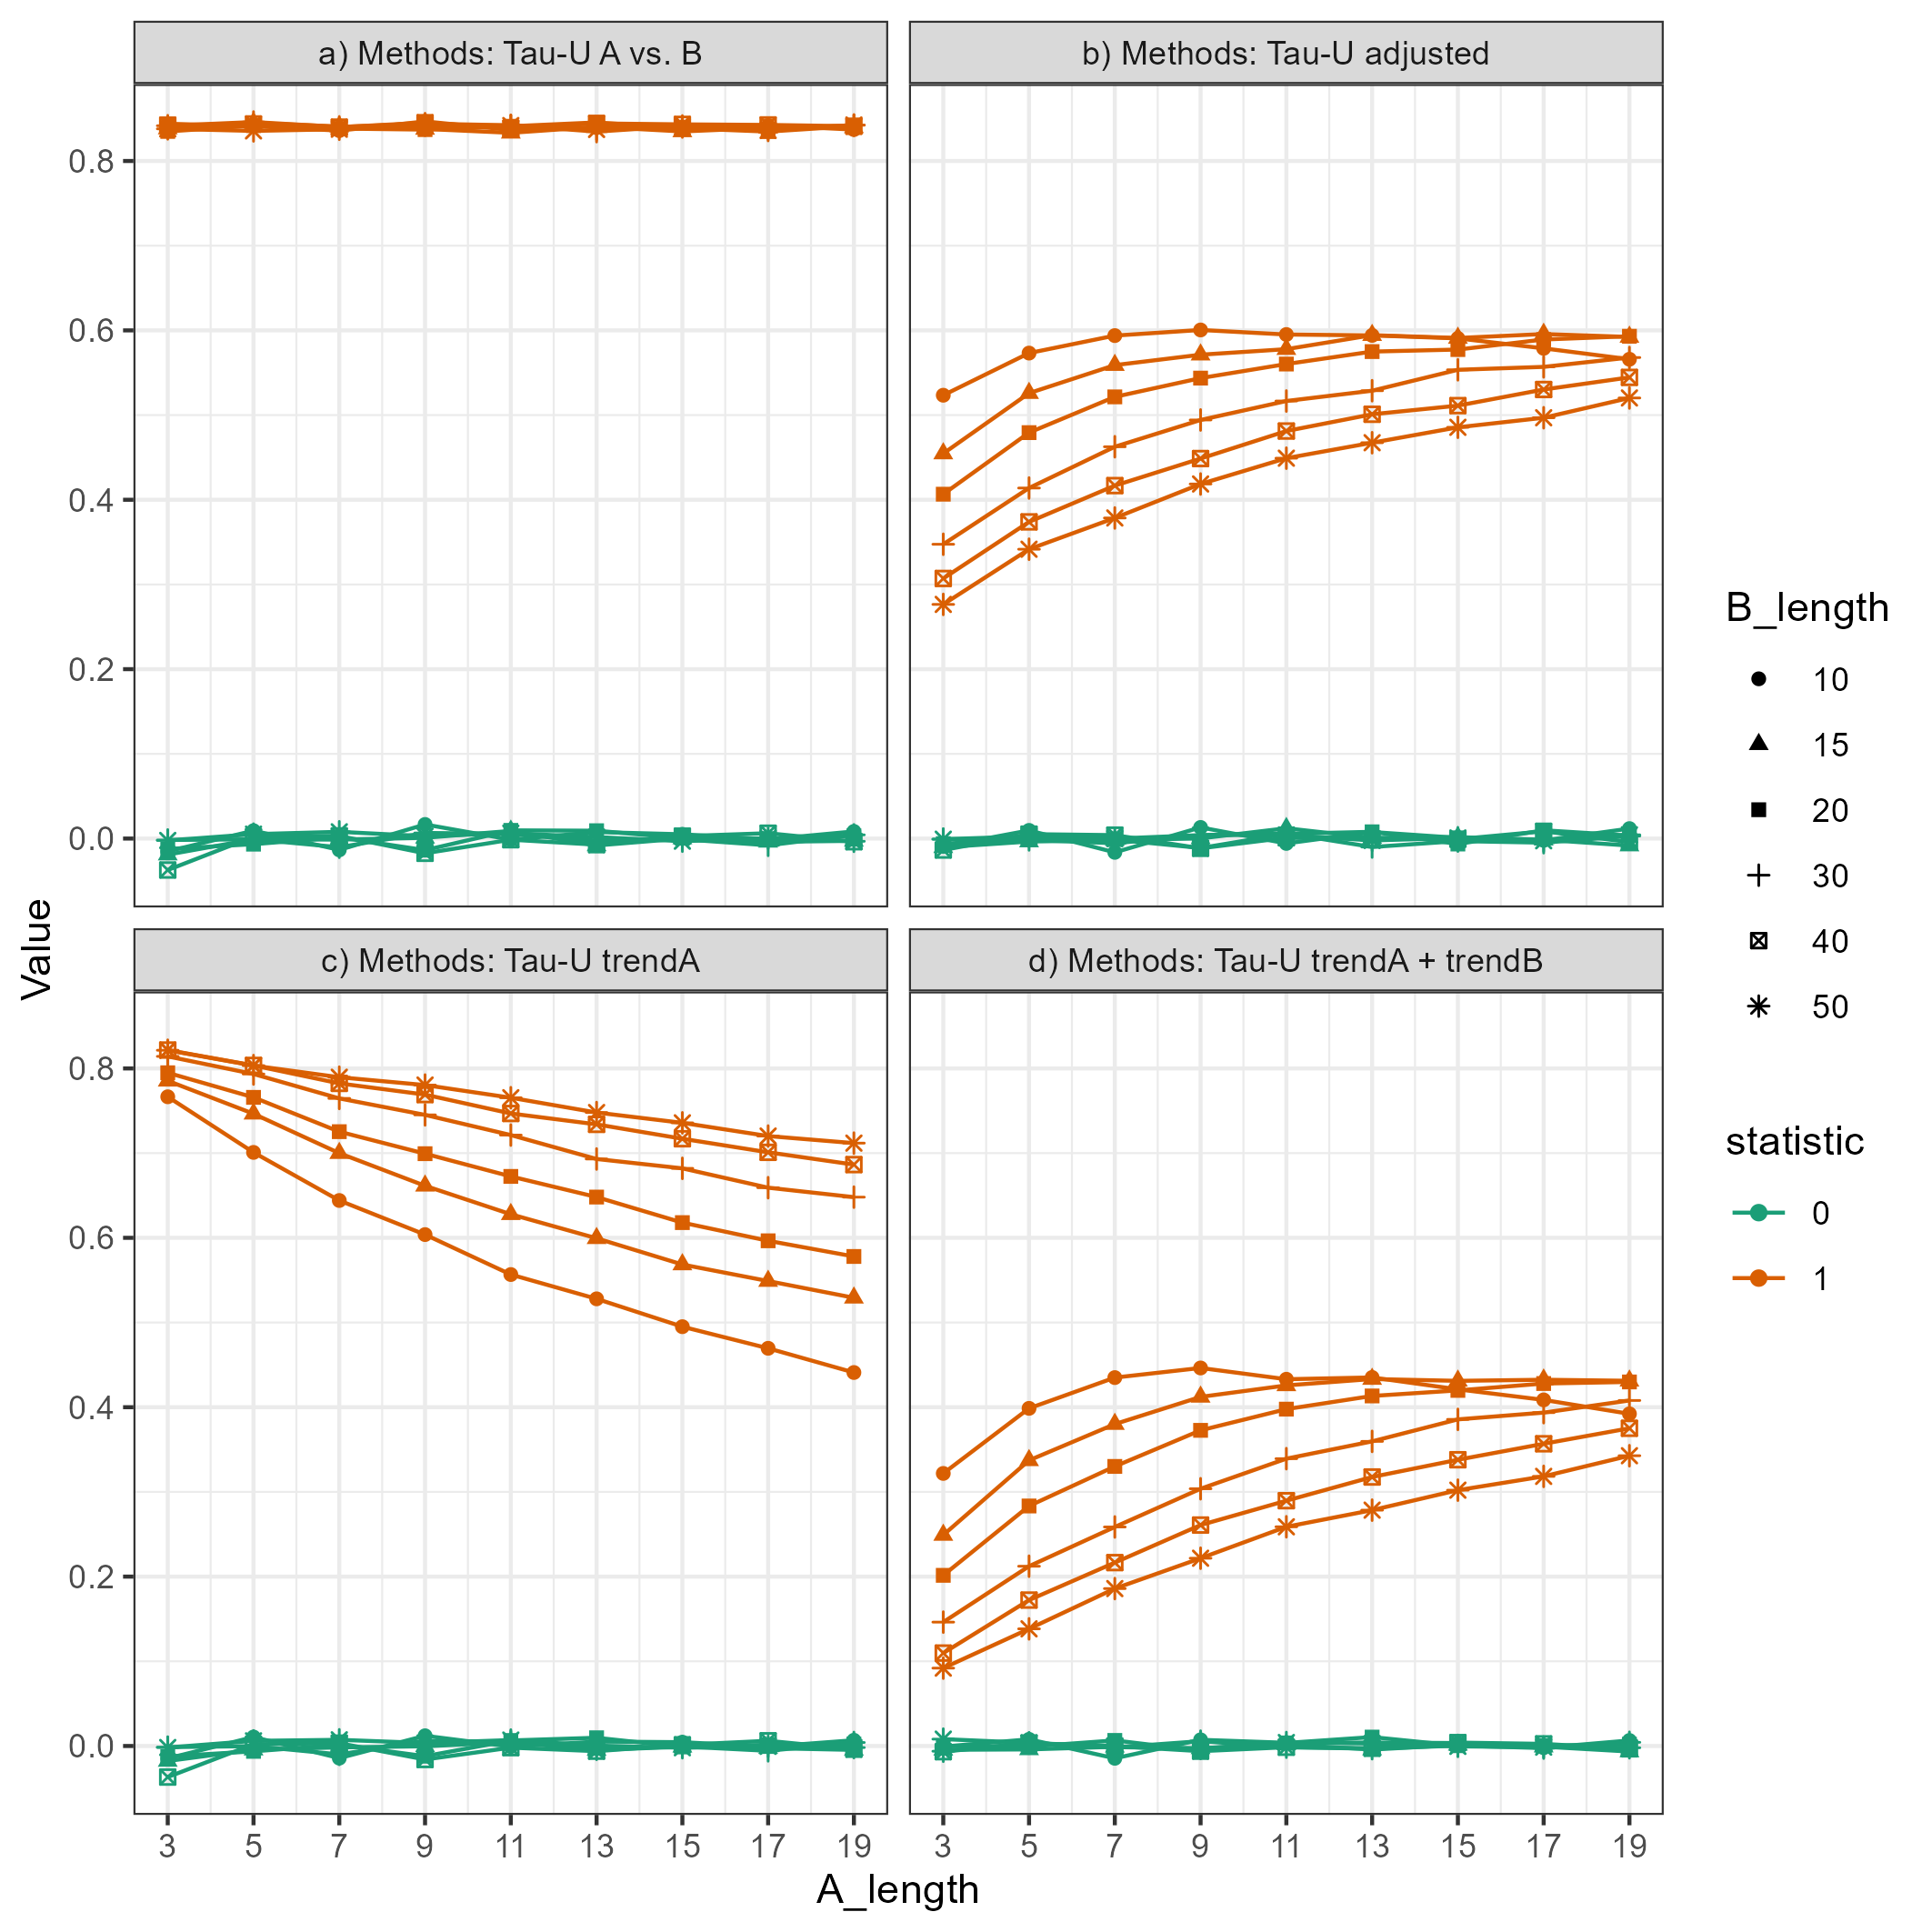 a) Methods: Tau-U A vs. B
b) Methods: Tau-U adjusted
0.8
0.6
0.4
0.2
0.0
Value
c) Methods: Tau-U trendA
d) Methods: Tau-U trendA + trendB
0.8
0.6
0.4
0.2
0.0
3 5 7 9 11 13 15 17 19
3 5 7 9 11 13 15 17 19
A_length
B_length
10
15
20
30
40
50
statistic
0
1